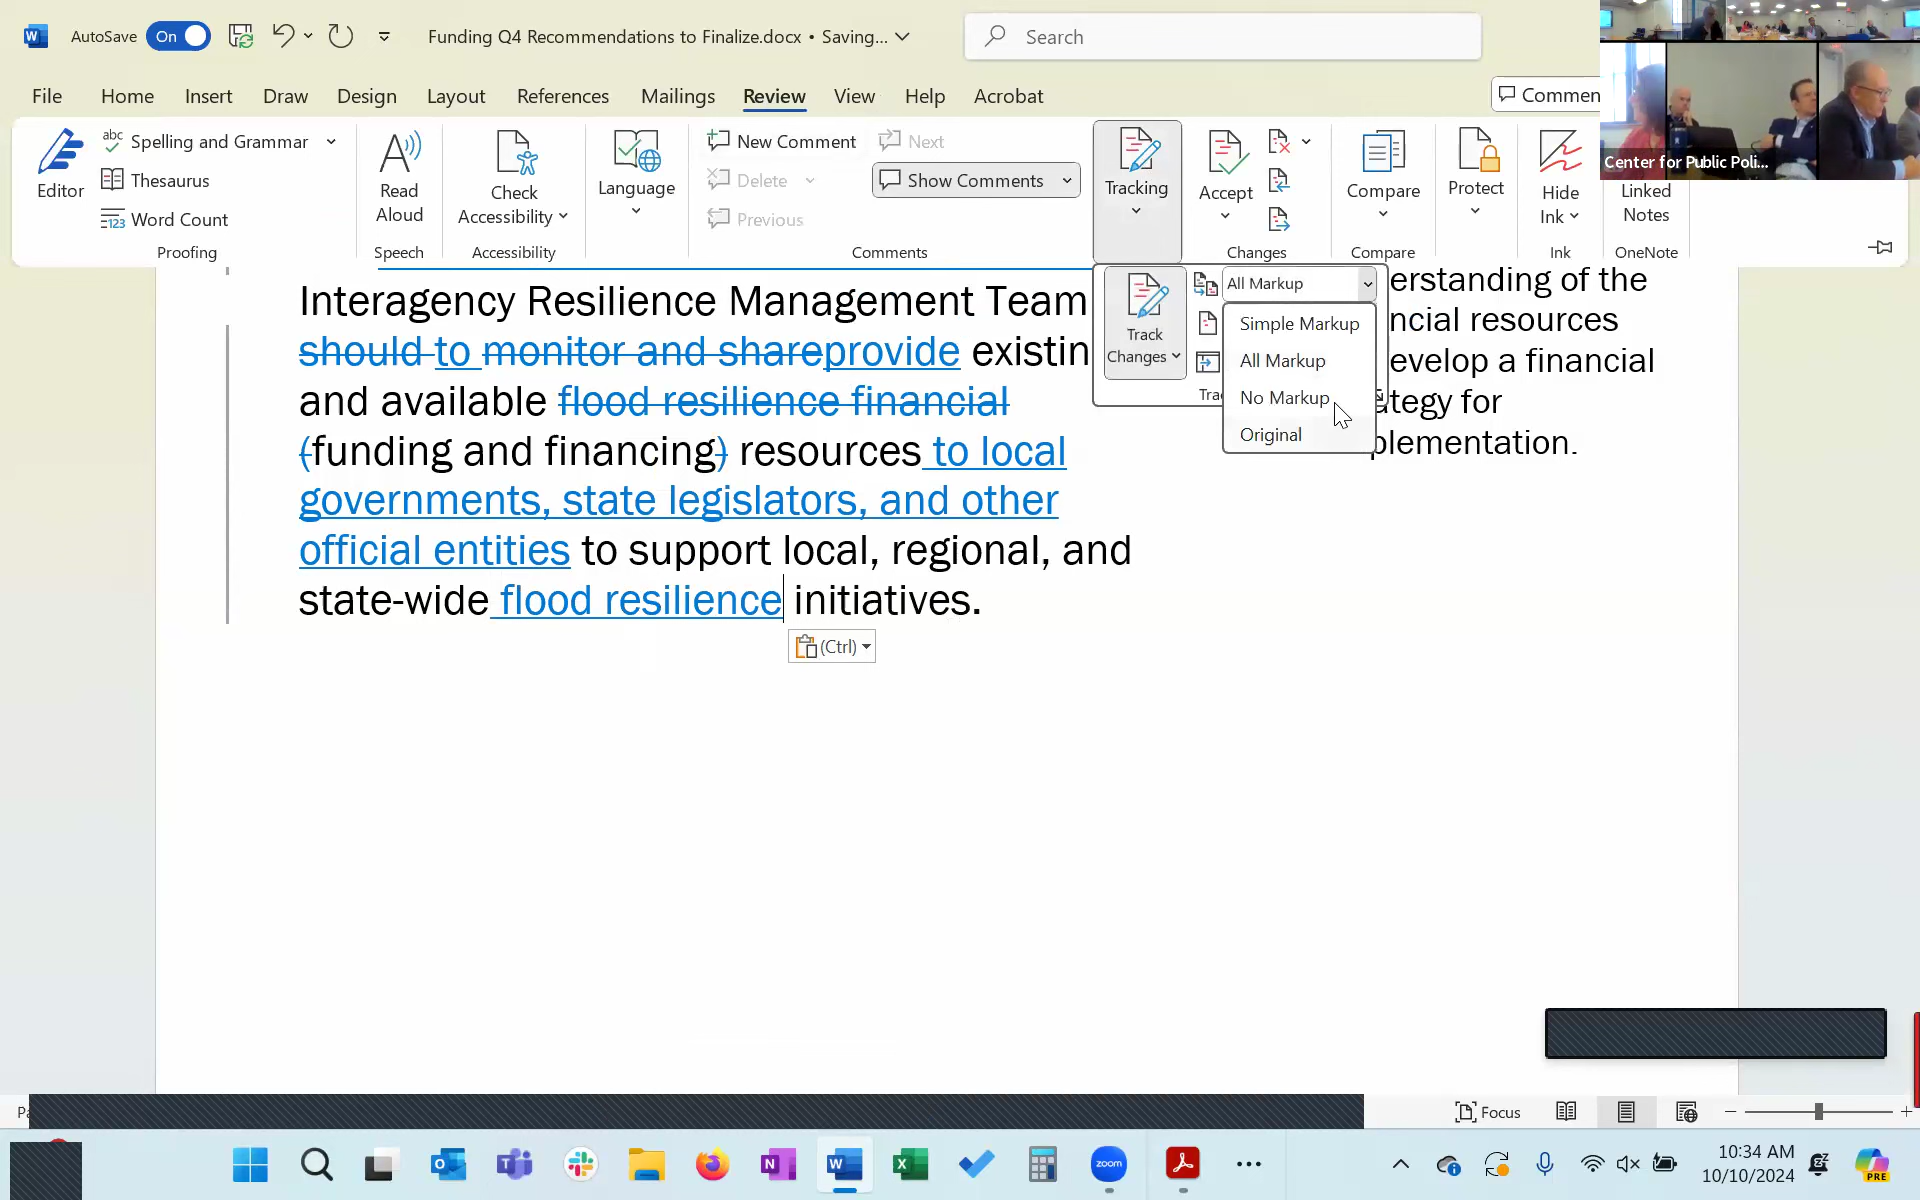 AutoSave On Funding Q4 Recommendations to Finalize.docx • Saving... Search
File Home Insert Draw Design Layout References Mailings Review View Help Acrobat Commen
Editor
Spelling and Grammar
Thesaurus
Word Count
Proofing
Read
Aloud
Speech
Check
Accessibility
Accessibility
Language
New Comment
Delete
Previous
Next
Show Comments
Comments
Tracking
Accept
Changes
Compare
Compare
Protect
Hide
Ink
Ink
Linked
Notes
OneNote
Center for Public Poli...
Track
Changes
All Markup
Simple Markup
All Markup
No Markup
Original
Interagency Resilience Management Team
should to monitor and shareprovide existin
and available flood resilience financial
(funding and financing) resources to local
governments, state legislators, and other
official entities to support local, regional, and
state-wide flood resilience initiatives.
(Ctrl)
erstanding of the
ncial resources
evelop a financial
ategy for
plementation.
Focus
10:34 AM
10/10/2024
zoom
PRE